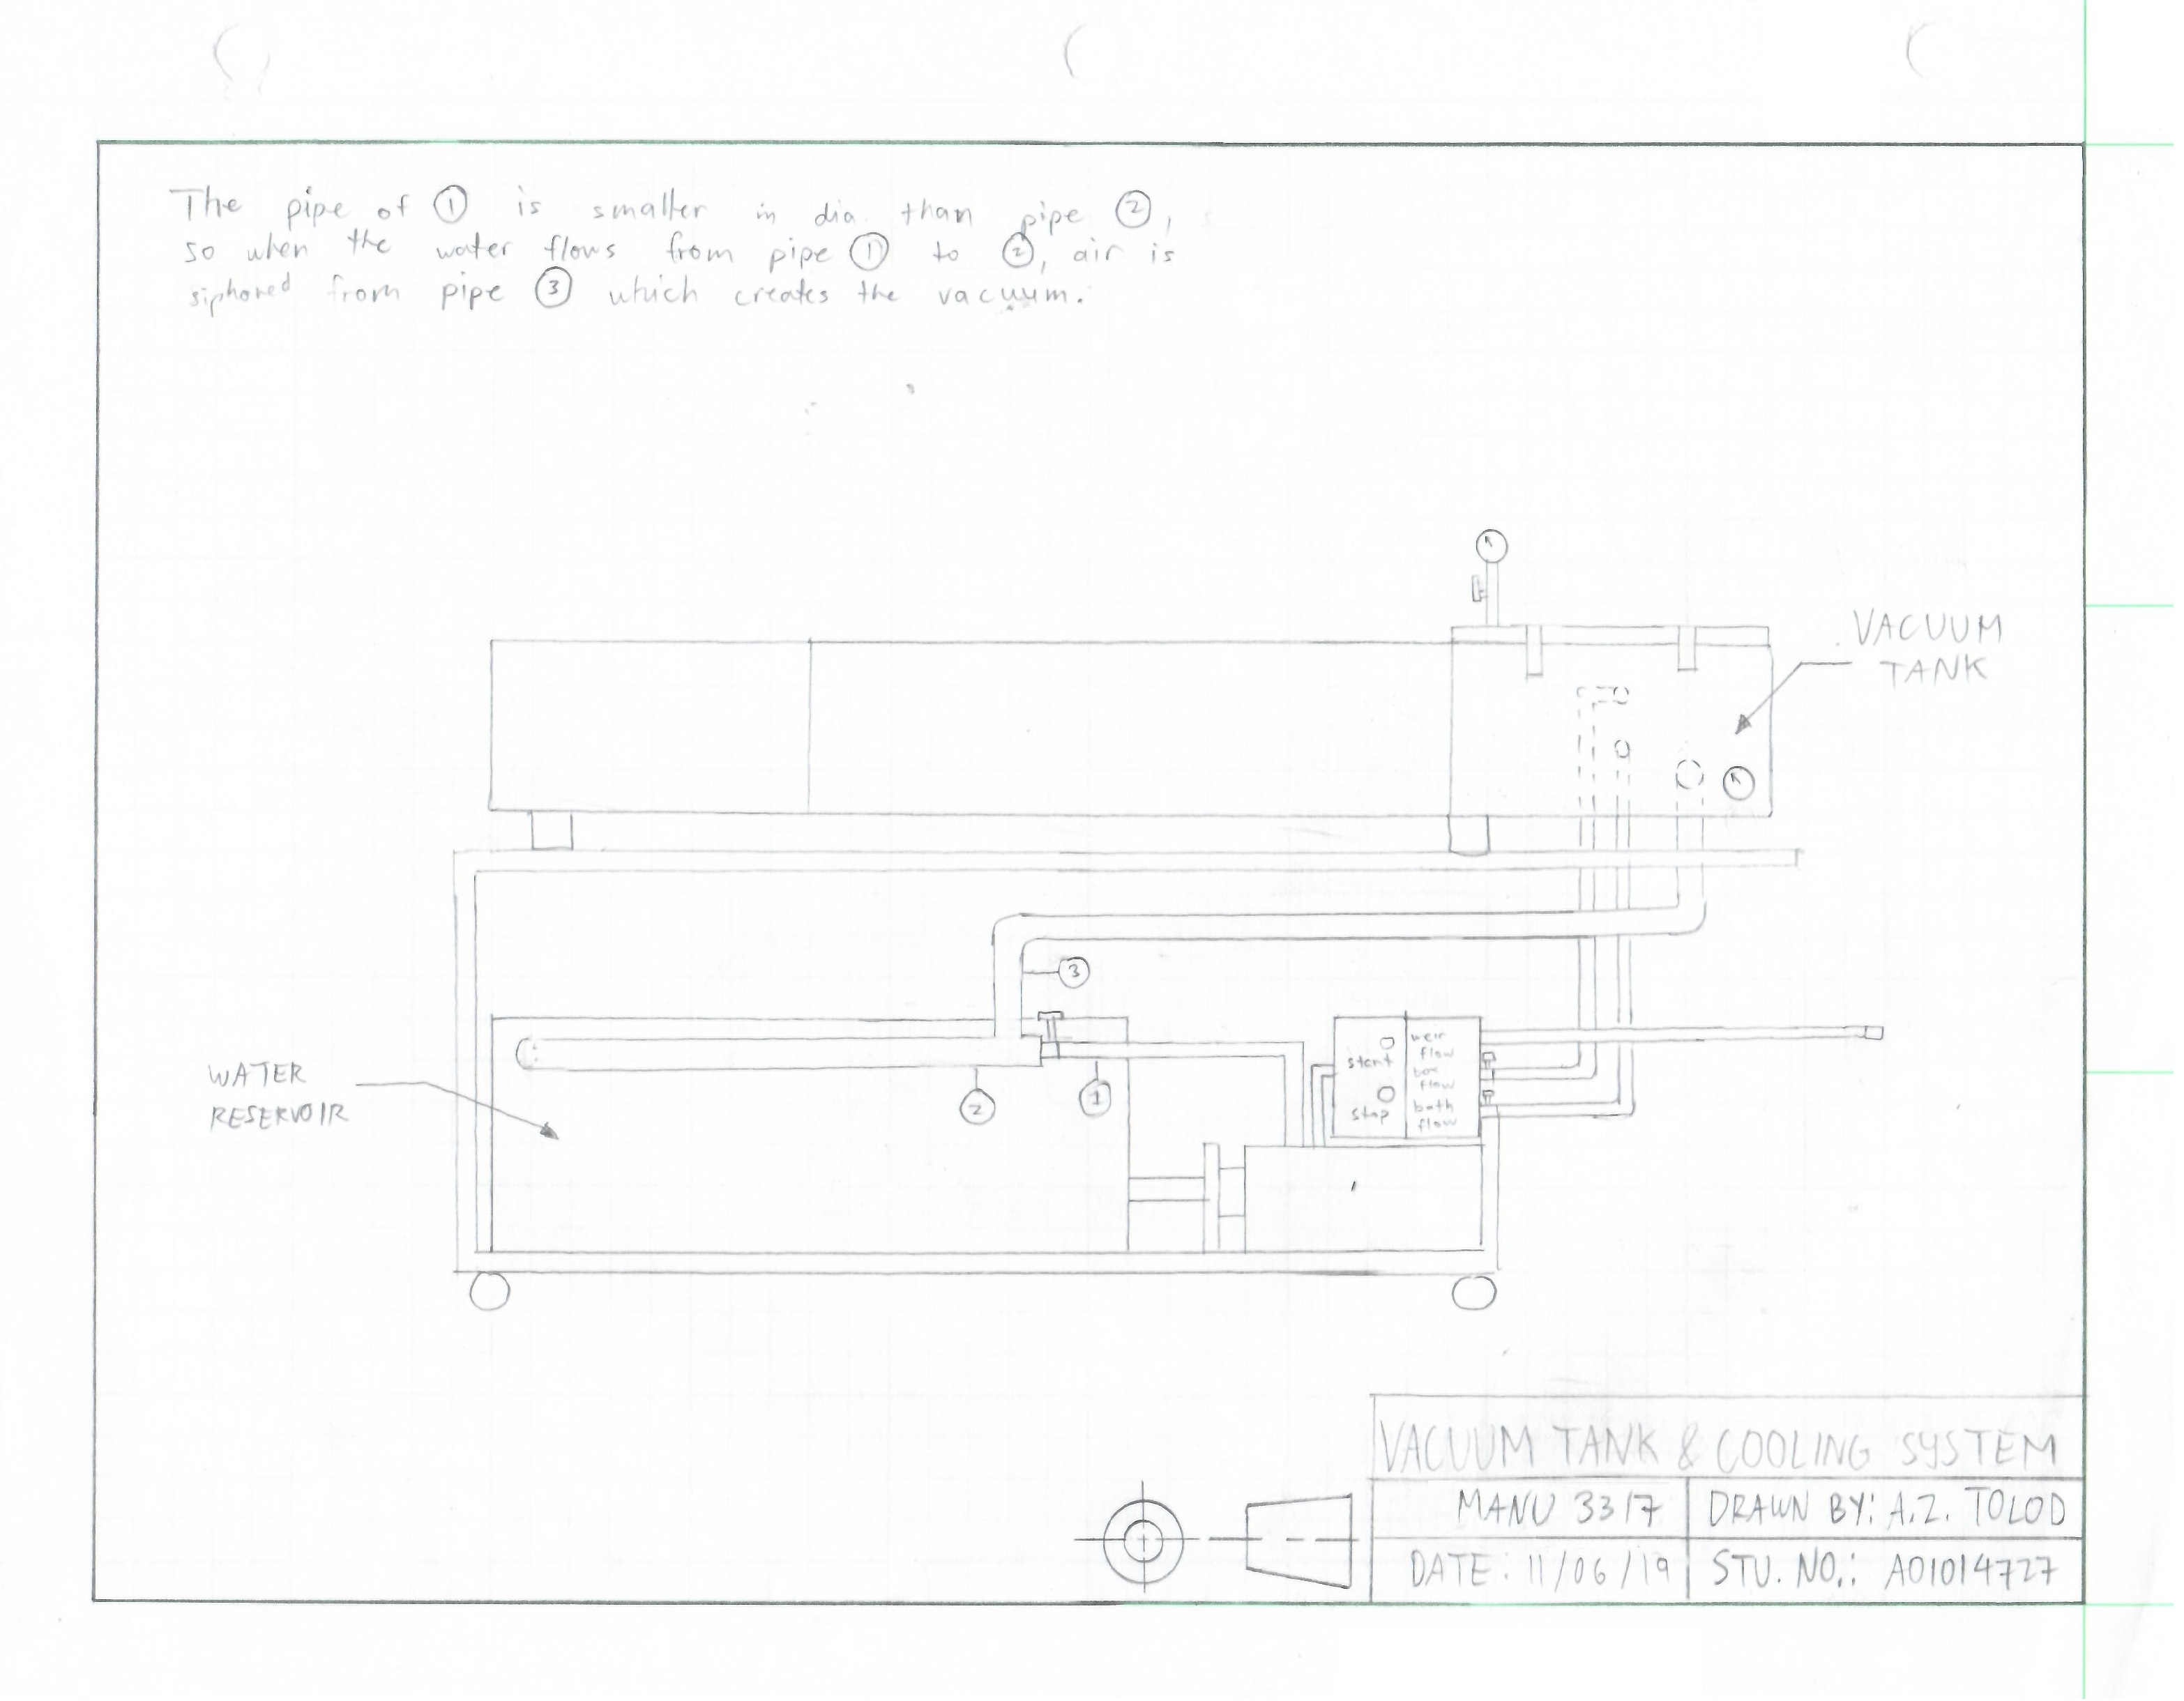 The pipe of ① is smaller in dia. than pipe ②,
so when the water flows from pipe ① to ②, air is
siphoned from pipe ③ which creates the vacuum.
VACUUM
TANK
③
WATER
RESERVOIR
②
①
start
stop
weir
flow
box
flow
bath
flow
VACUUM TANK & COOLING SYSTEM
MANU 3317
DRAWN BY: A.Z. TOLOD
DATE: 11/06/19
STU. NO.: A01014727